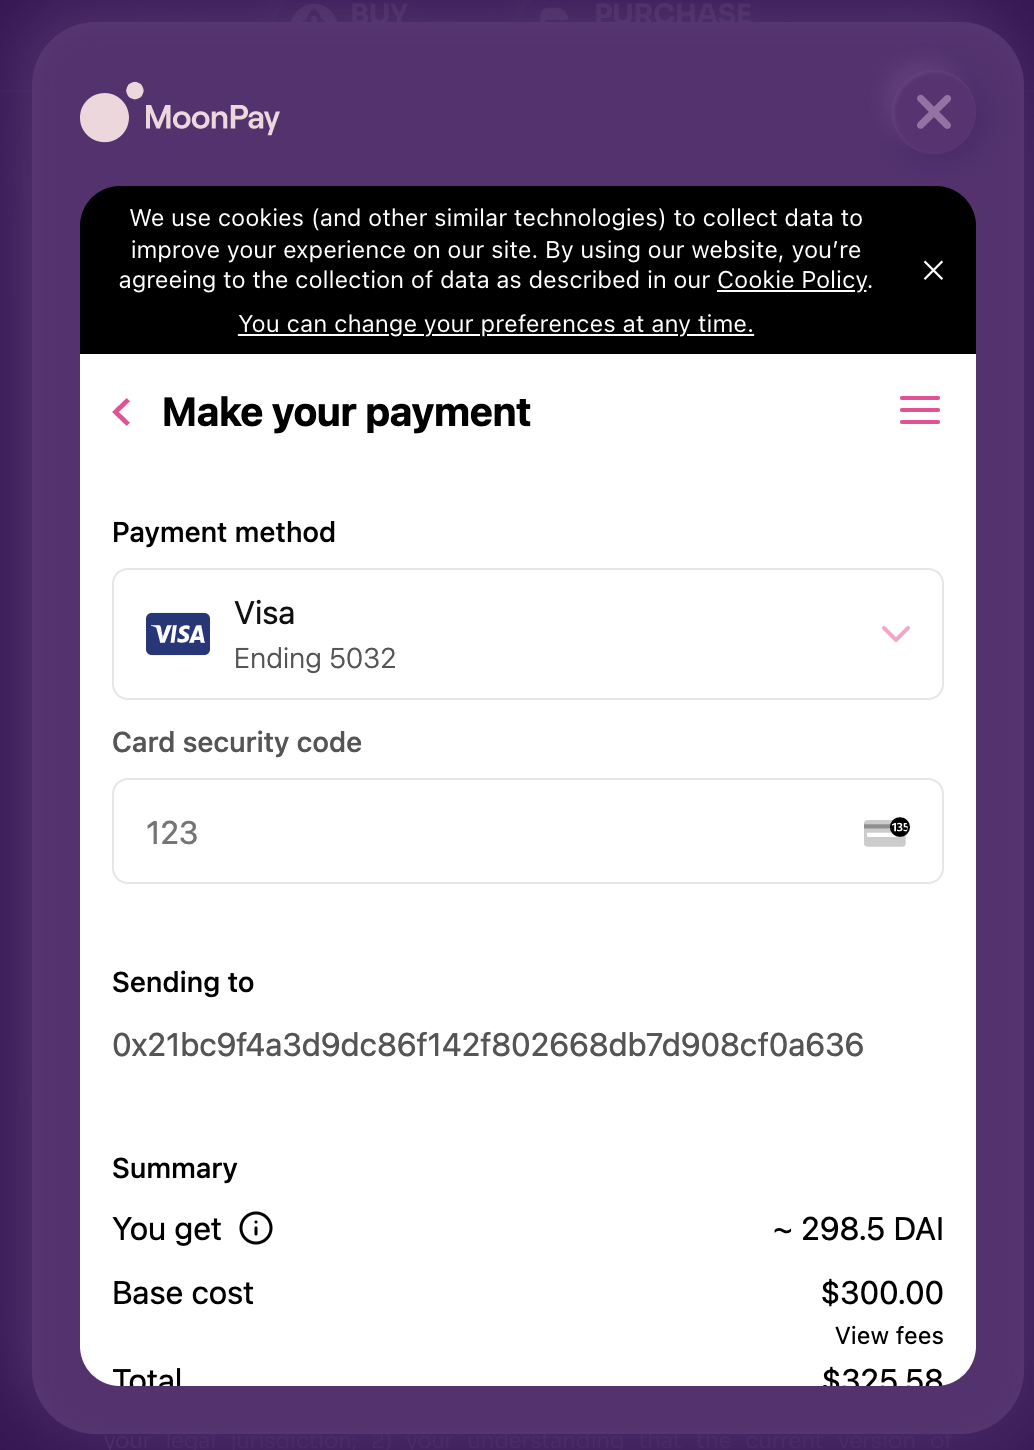 BUY
PURCHASE
MoonPay
We use cookies (and other similar technologies) to collect data to
improve your experience on our site. By using our website, you’re
agreeing to the collection of data as described in our Cookie Policy.
You can change your preferences at any time.
Make your payment
Payment method
VISA
Visa
Ending 5032
Card security code
123
135
Sending to
0x21bc9f4a3d9dc86f142f802668db7d908cf0a636
Summary
You get
~ 298.5 DAI
Base cost
$300.00
View fees
Total
$325.58
your legal jurisdiction 2) your understanding that the current version of